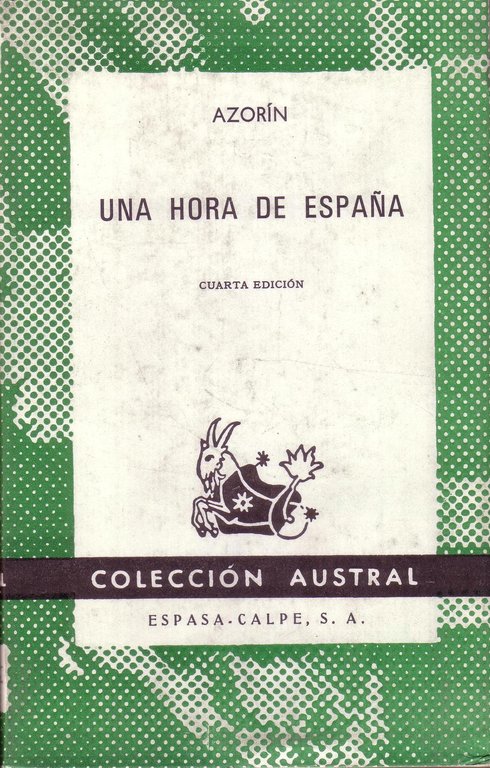 AZORÍN
UNA HORA DE ESPAÑA
CUARTA EDICIÓN
COLECCIÓN AUSTRAL
ESPASA-CALPE, S. A.